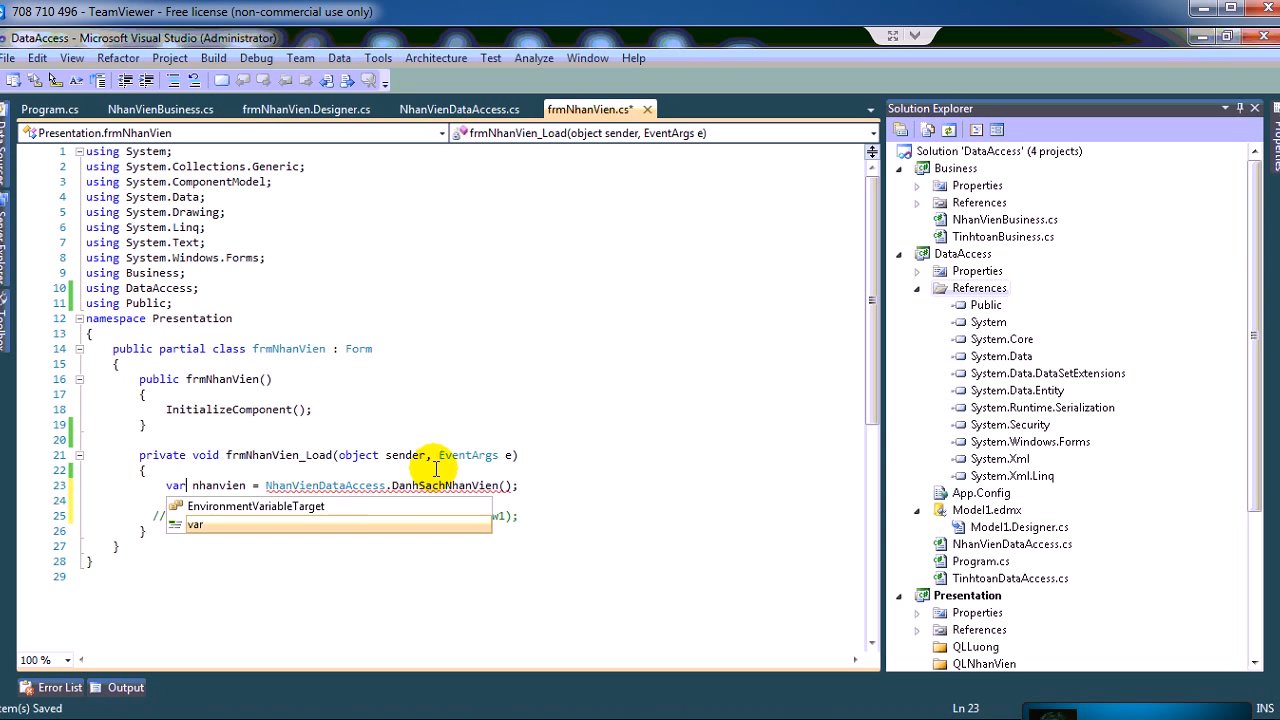 708 710 496 - TeamViewer - Free license (non-commercial use only)
DataAccess - Microsoft Visual Studio (Administrator)
File Edit View Refactor Project Build Debug Team Data Tools Architecture Test Analyze Window Help
Program.cs NhanVienBusiness.cs frmNhanVien.Designer.cs NhanVienDataAccess.cs frmNhanVien.cs*
Presentation.frmNhanVien frmNhanVien_Load(object sender, EventArgs e)
1 using System;
2 using System.Collections.Generic;
3 using System.ComponentModel;
4 using System.Data;
5 using System.Drawing;
6 using System.Linq;
7 using System.Text;
8 using System.Windows.Forms;
9 using Business;
10 using DataAccess;
11 using Public;
12 namespace Presentation
13 {
14 public partial class frmNhanVien : Form
15 {
16 public frmNhanVien()
17 {
18 InitializeComponent();
19 }
20
21 private void frmNhanVien_Load(object sender, EventArgs e)
22 {
23 var nhanvien = NhanVienDataAccess.DanhSachNhanVien();
24 EnvironmentVariableTarget
var
25 // w1);
26 }
27 }
28 }
29
100 %
Error List Output
Item(s) Saved Ln 23 INS
Data Sources
Server Explorer
Toolbox
Solution Explorer
Solution 'DataAccess' (4 projects)
Business
Properties
References
NhanVienBusiness.cs
TinhtoanBusiness.cs
DataAccess
Properties
References
Public
System
System.Core
System.Data
System.Data.DataSetExtensions
System.Data.Entity
System.Runtime.Serialization
System.Security
System.Windows.Forms
System.Xml
System.Xml.Linq
App.Config
Model1.edmx
Model1.Designer.cs
NhanVienDataAccess.cs
Program.cs
TinhtoanDataAccess.cs
Presentation
Properties
References
QLLuong
QLNhanVien